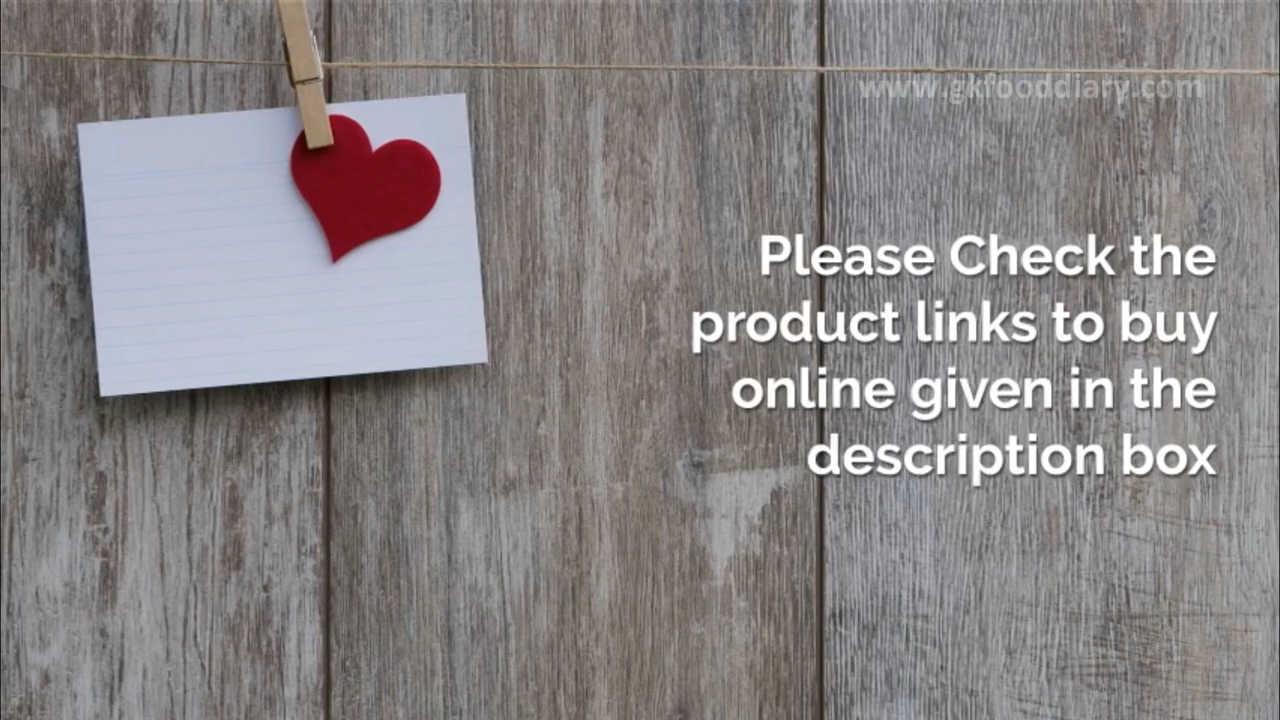 www.gkfooddiary.com
Please Check the
product links to buy
online given in the
description box